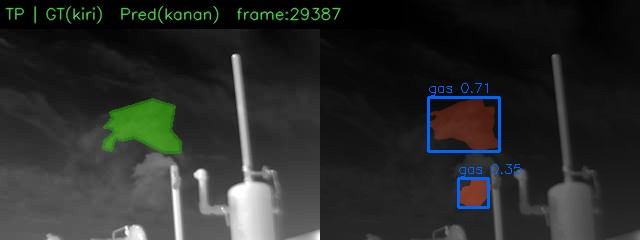 TP | GT(kiri) Pred(kanan) frame:29387
gas 0.71
gas 0.35